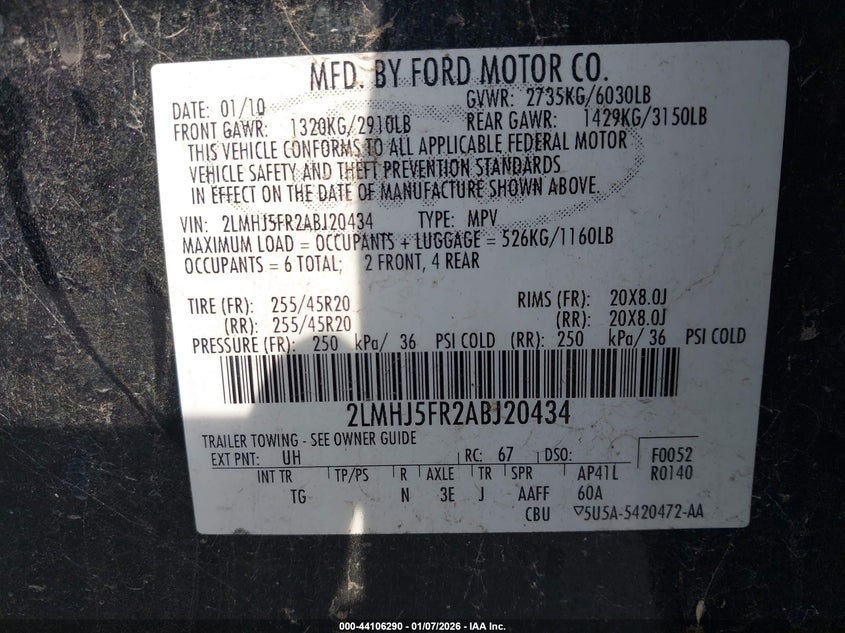 MFD. BY FORD MOTOR CO.
DATE: 01/10 GVWR: 2735KG/6030LB
FRONT GAWR: 1320KG/2910LB REAR GAWR: 1429KG/3150LB
THIS VEHICLE CONFORMS TO ALL APPLICABLE FEDERAL MOTOR
VEHICLE SAFETY AND THEFT PREVENTION STANDARDS
IN EFFECT ON THE DATE OF MANUFACTURE SHOWN ABOVE.
VIN: 2LMHJ5FR2ABJ20434 TYPE: MPV
MAXIMUM LOAD = OCCUPANTS + LUGGAGE = 526KG/1160LB
OCCUPANTS = 6 TOTAL; 2 FRONT, 4 REAR
TIRE (FR): 255/45R20 RIMS (FR): 20X8.0J
(RR): 255/45R20 (RR): 20X8.0J
PRESSURE (FR): 250 kPa/ 36 PSI COLD (RR): 250 kPa/ 36 PSI COLD
2LMHJ5FR2ABJ20434
TRAILER TOWING - SEE OWNER GUIDE
EXT PNT: UH RC: 67 DSO: F0052
INT TR TP/PS R AXLE TR SPR AP41L R0140
TG N 3E J AAFF 60A
CBU ▽5U5A-5420472-AA
000-44106290 - 01/07/2026 - IAA Inc.